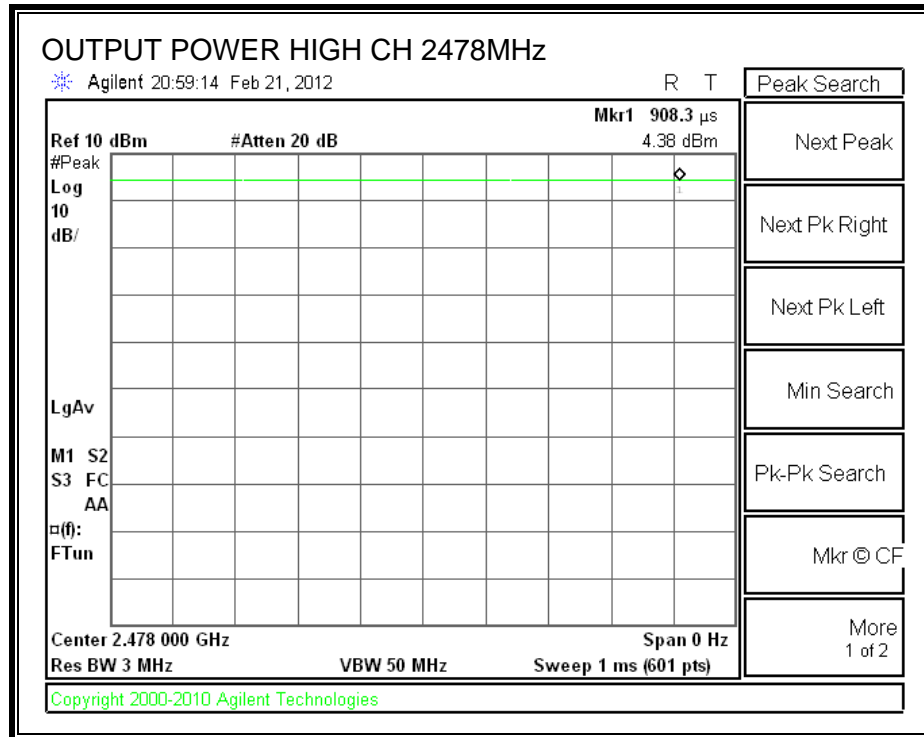 OUTPUT POWER HIGH CH 2478MHz
Agilent 20:59:14 Feb 21, 2012 R T
Peak Search
Mkr1 908.3 µs
Ref 10 dBm #Atten 20 dB 4.38 dBm
#Peak
Log
10
dB/
1
LgAv
M1 S2
S3 FC
AA
¤(f):
FTun
Center 2.478 000 GHz Span 0 Hz
Res BW 3 MHz VBW 50 MHz Sweep 1 ms (601 pts)
Copyright 2000-2010 Agilent Technologies
Next Peak
Next Pk Right
Next Pk Left
Min Search
Pk-Pk Search
Mkr © CF
More
1 of 2